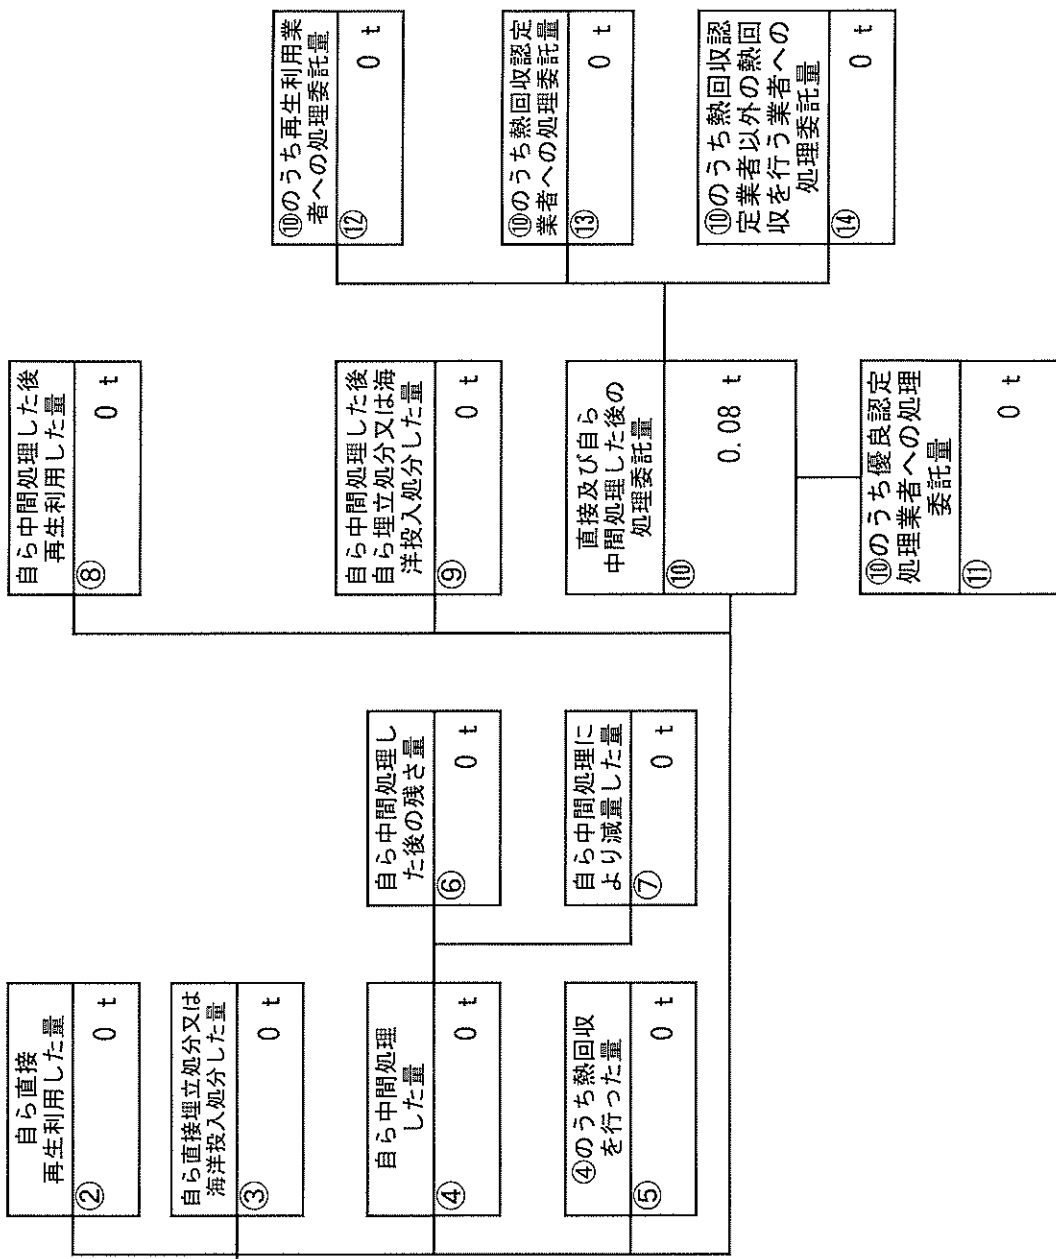 自ら直接
再生利用した量
②
0 t
自ら直接埋立処分又は
海洋投入処分した量
③
0 t
自ら中間処理
した量
④
0 t
④のうち熱回収
を行った量
⑤
0 t
自ら中間処理し
た後の残さ量
⑥
0 t
自ら中間処理に
より減量した量
⑦
0 t
自ら中間処理した後
再生利用した量
⑧
0 t
自ら中間処理した後
自ら埋立処分又は海
洋投入処分した量
⑨
0 t
直接及び自ら
中間処理した後の
処理委託量
⑩
0.08 t
⑩のうち優良認定
処理業者への処理
委託量
⑪
0 t
⑩のうち再生利用業
者への処理委託量
⑫
0 t
⑩のうち熱回収認定
業者への処理委託量
⑬
0 t
⑩のうち熱回収認
定業者以外の熱回
収を行う業者への
処理委託量
⑭
0 t